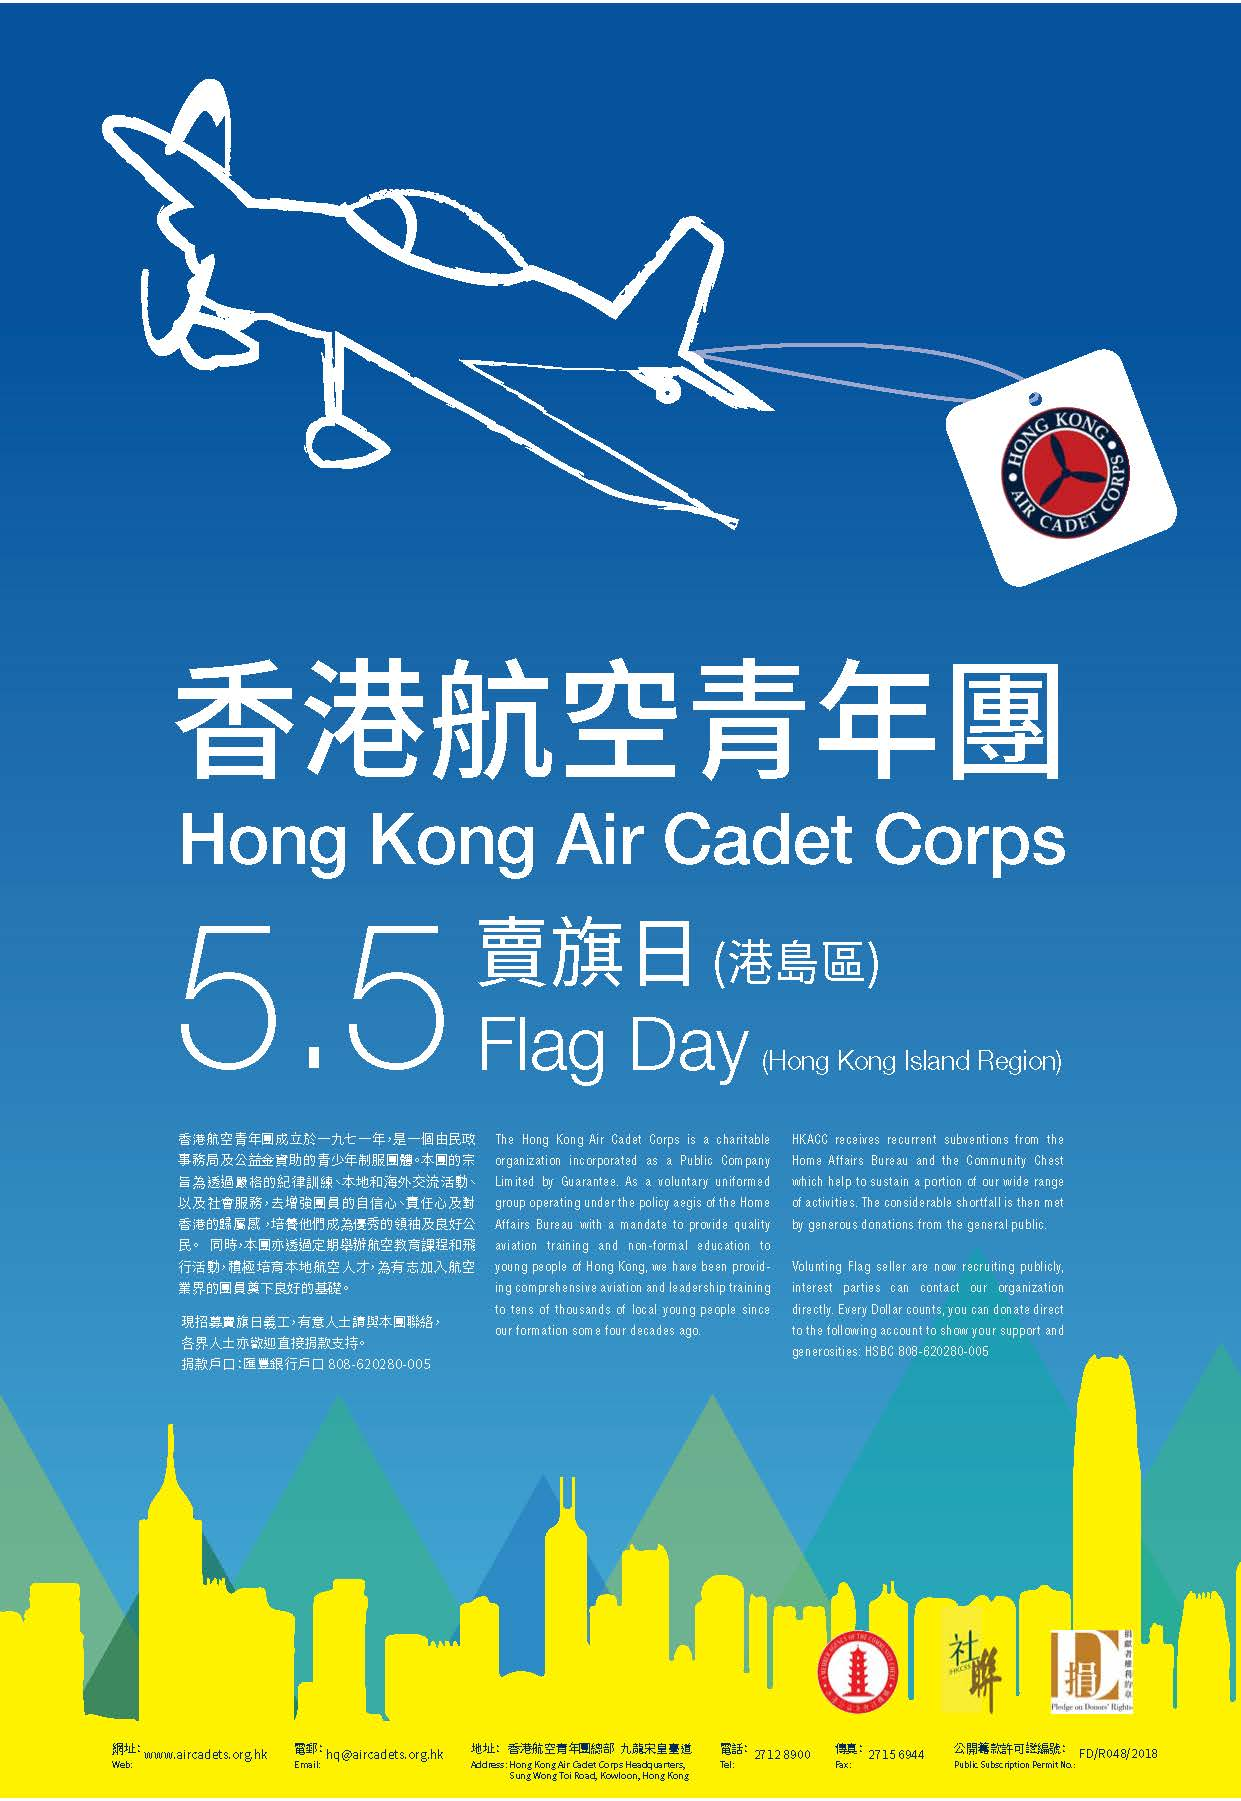 HONG KONG
AIR CADET CORPS
香港航空青年團
Hong Kong Air Cadet Corps
5.5
賣旗日 (港島區)
Flag Day (Hong Kong Island Region)
香港航空青年團成立於一九七一年，是一個由民政
事務局及公益金資助的青少年制服團體。本團的宗
旨為透過嚴格的紀律訓練、本地和海外交流活動、
以及社會服務，去增強團員的自信心、責任心及對
香港的歸屬感，培養他們成為優秀的領袖及良好公
民。 同時，本團亦透過定期舉辦航空教育課程和飛
行活動，積極培育本地航空人才，為有志加入航空
業界的團員奠下良好的基礎。
現招募賣旗日義工，有意人士請與本團聯絡，
各界人士亦歡迎直接捐款支持。
捐款戶口：匯豐銀行戶口 808-620280-005
The Hong Kong Air Cadet Corps is a charitable
organization incorporated as a Public Company
Limited by Guarantee. As a voluntary uniformed
group operating under the policy aegis of the Home
Affairs Bureau with a mandate to provide quality
aviation training and non-formal education to
young people of Hong Kong, we have been provid-
ing comprehensive aviation and leadership training
to tens of thousands of local young people since
our formation some four decades ago.
HKACC receives recurrent subventions from the
Home Affairs Bureau and the Community Chest
which help to sustain a portion of our wide range
of activities. The considerable shortfall is then met
by generous donations from the general public.
Volunting Flag seller are now recruiting publicly,
interest parties can contact our organization
directly. Every Dollar counts, you can donate direct
to the following account to show your support and
generosities: HSBC 808-620280-005
A MEMBER AGENCY OF THE COMMUNITY CHEST
社聯
HKCSS
捐
捐獻者權利約章
Pledge on Donors' Rights
網址： www.aircadets.org.hk
Web:
電郵： hq@aircadets.org.hk
Email:
地址： 香港航空青年團總部 九龍宋皇臺道
Address: Hong Kong Air Cadet Corps Headquarters,
Sung Wong Toi Road, Kowloon, Hong Kong
電話： 2712 8900
Tel:
傳真： 2715 6944
Fax:
公開籌款許可證編號： FD/R048/2018
Public Subscription Permit No.: